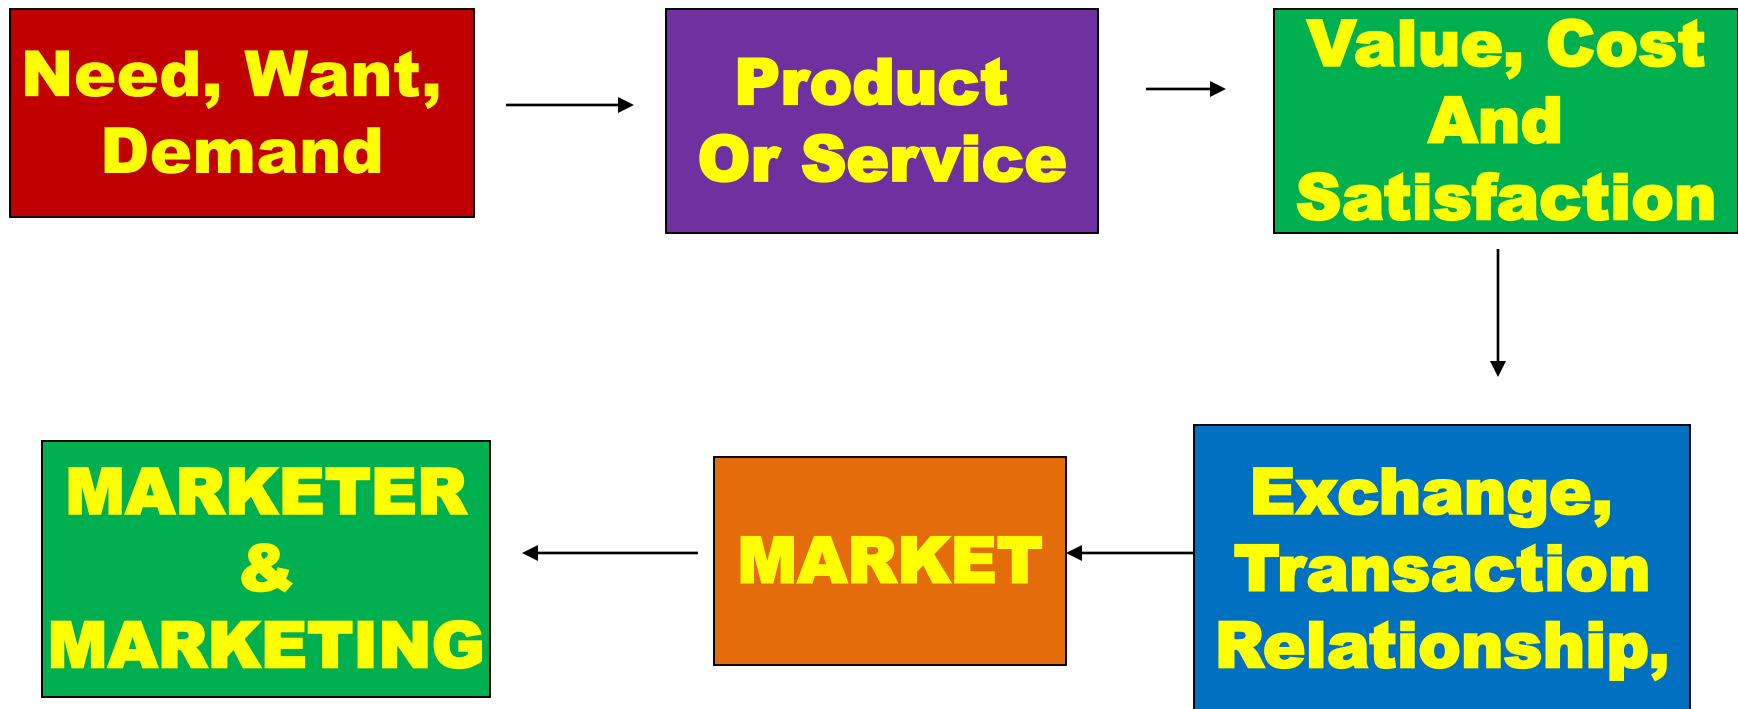 Need, Want,
Demand
Product
Or Service
Value, Cost
And
Satisfaction
Exchange,
Transaction
Relationship,
MARKET
MARKETER
&
MARKETING